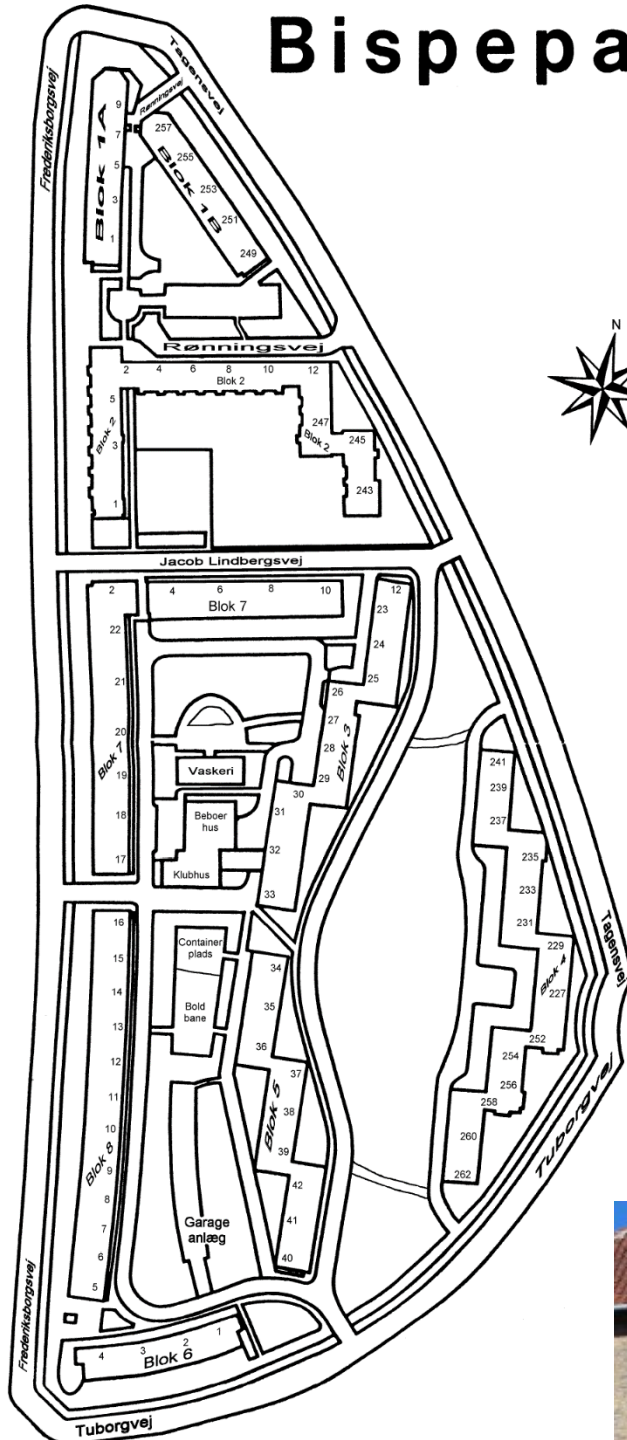 Bispepa
Tagensvej
Frederiksborgsvej
Rønningsvej
9
7
5
3
1
Blok 1A
257
255
253
251
249
Blok 1B
Rønningsvej
N
2 4 6 8 10 12
Blok 2
5
3
1
Blok 2
247
Blok 2
245
243
Jacob Lindbergsvej
2 4 6 8 10 12
Blok 7
22
21
20
19
18
17
Blok 7
23
24
25
26
27
28
29
30
31
32
33
Blok 3
Vaskeri
Beboer
hus
Klubhus
241
239
237
235
233
231
229
227
252
254
256
258
260
262
Blok 4
Tagensvej
Tuborgvej
16
15
14
13
12
11
10
9
8
7
6
5
Blok 8
Container
plads
Bold
bane
34
35
36
37
38
39
42
41
40
Blok 5
Garage
anlæg
Frederiksborgsvej
4 3 2 1
Blok 6
Tuborgvej